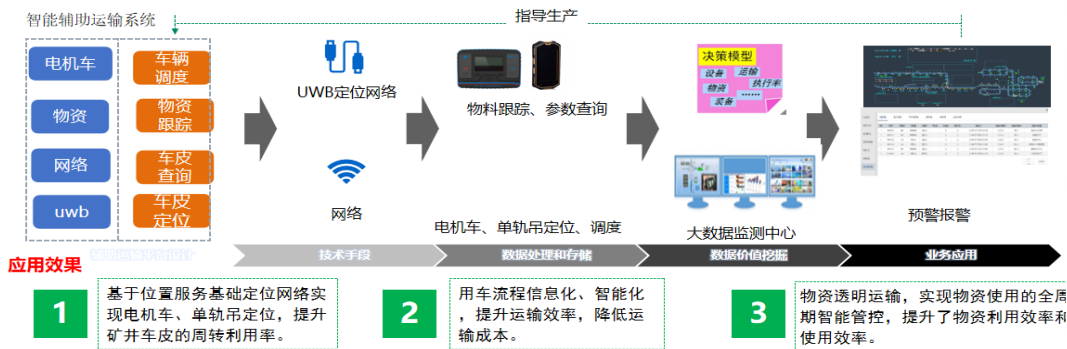 智能辅助运输系统
指导生产
电机车
车辆
调度
物资
物资
跟踪
网络
车皮
查询
uwb
车皮
定位
UWB定位网络
网络
物料跟踪、参数查询
电机车、单轨吊定位、调度
决策模型
设备
运输
物资
执行率
装备
……
大数据监测中心
预警报警
技术手段
数据处理和存储
数据价值挖掘
业务应用
应用效果
1
基于位置服务基础定位网络实
现电机车、单轨吊定位，提升
矿井车皮的周转利用率。
2
用车流程信息化、智能化
，提升运输效率，降低运
输成本。
3
物资透明运输，实现物资使用的全周
期智能管控，提升了物资利用效率和
使用效率。